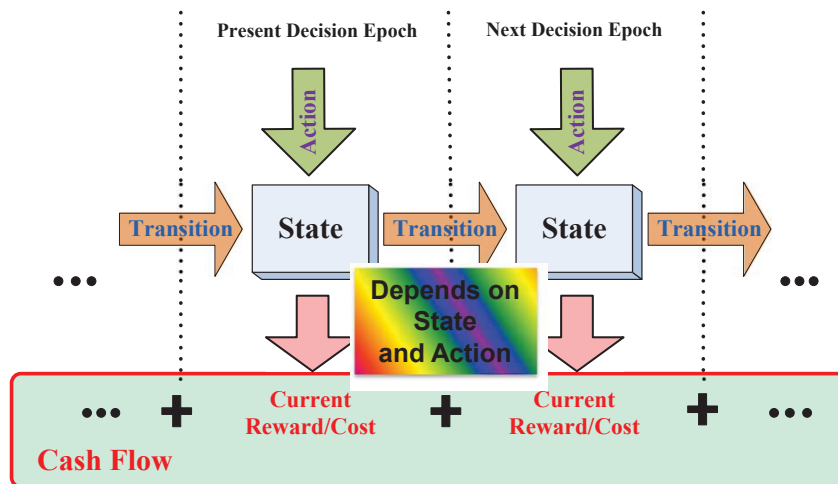 Present Decision Epoch
Next Decision Epoch
Action
Action
Transition
State
Transition
State
Transition
...
...
Depends on
State
and Action
... + Current + Current + ...
Reward/Cost
Reward/Cost
Cash Flow